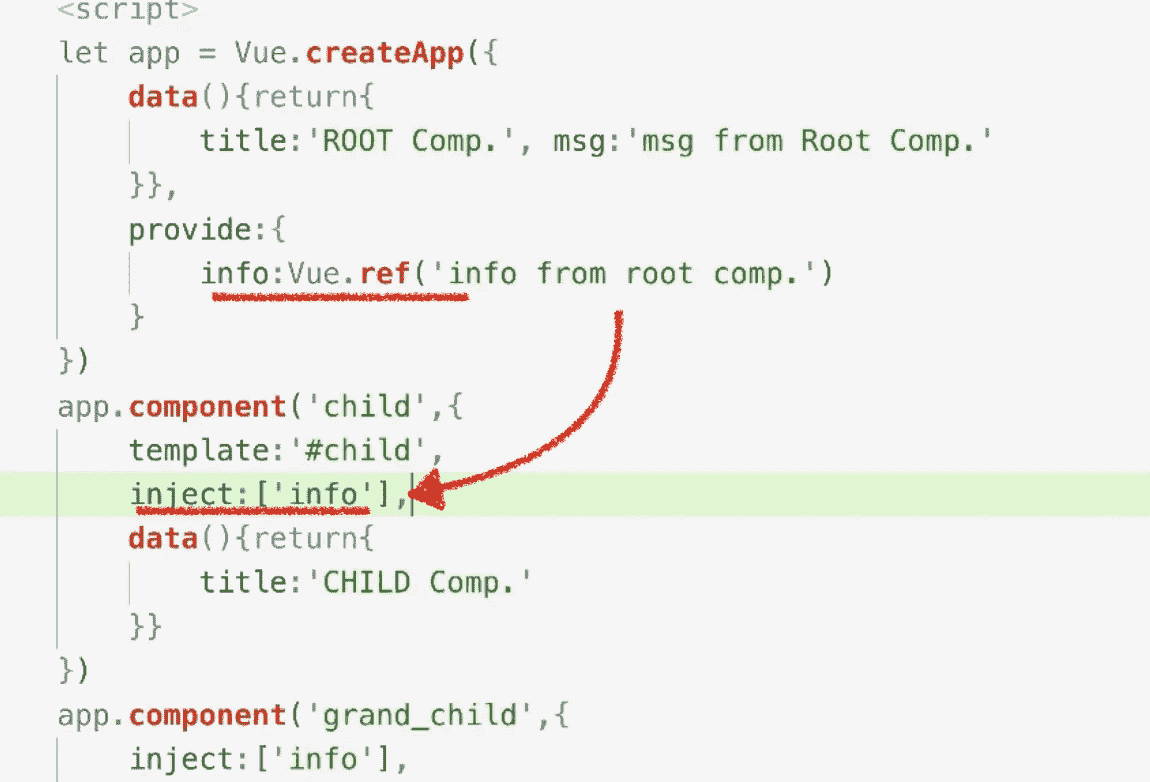 <script>
let app = Vue.createApp({
data(){return{
title:'ROOT Comp.', msg:'msg from Root Comp.'
}},
provide:{
info:Vue.ref('info from root comp.')
}
})
app.component('child',{
template:'#child',
inject:['info'],
data(){return{
title:'CHILD Comp.'
}}
})
app.component('grand_child',{
inject:['info'],